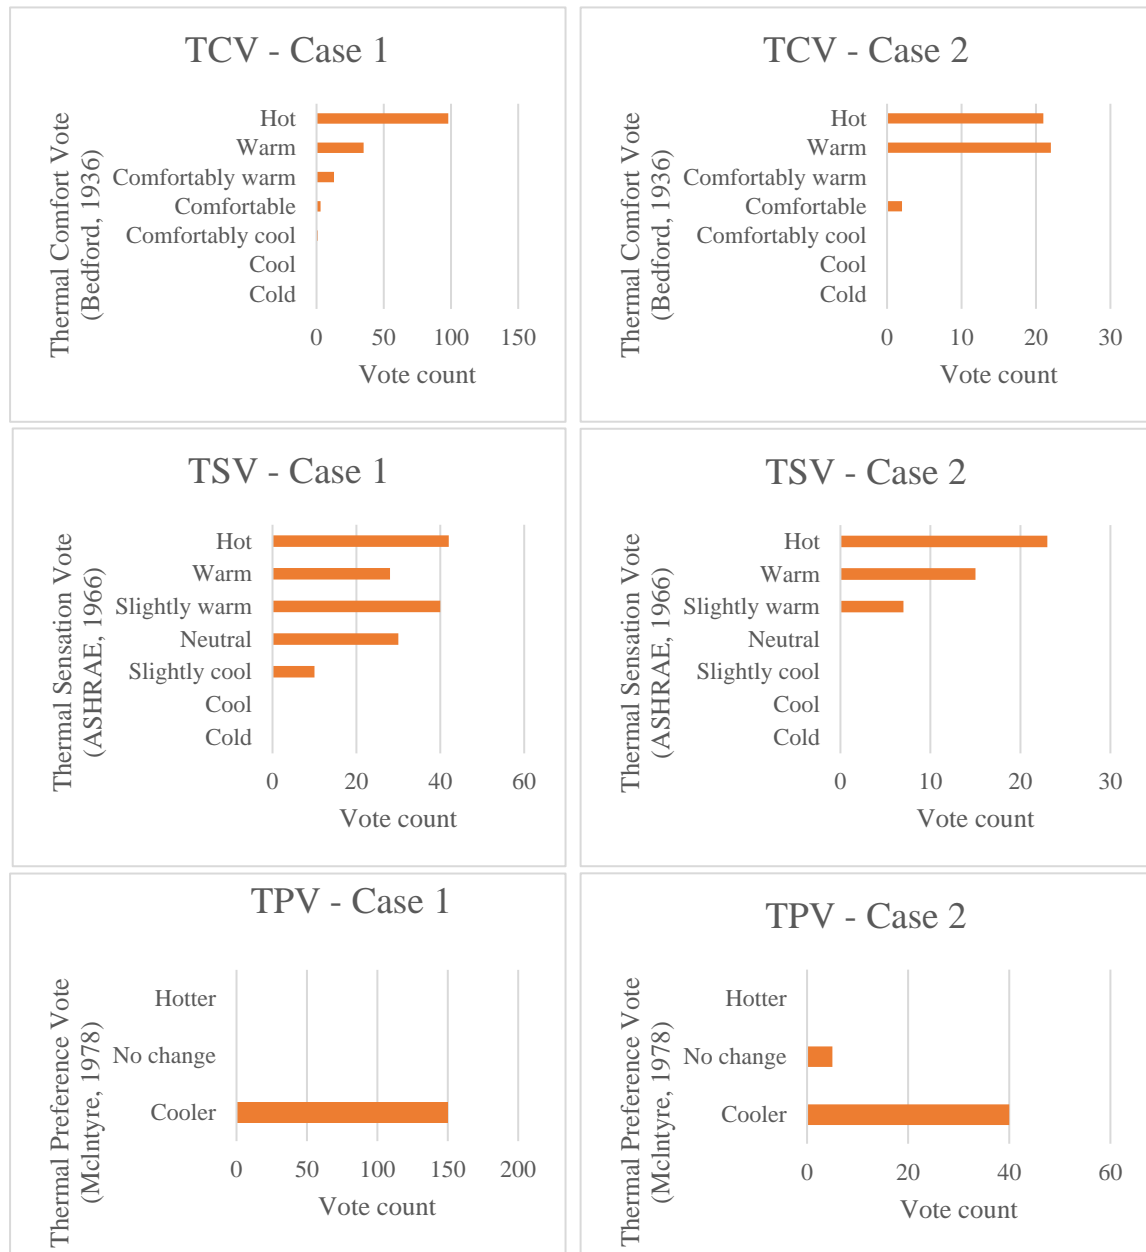 TCV - Case 1
Thermal Comfort Vote
(Bedford, 1936)
Hot
Warm
Comfortably warm
Comfortable
Comfortably cool
Cool
Cold
0 50 100 150
Vote count
TCV - Case 2
Thermal Comfort Vote
(Bedford, 1936)
Hot
Warm
Comfortably warm
Comfortable
Comfortably cool
Cool
Cold
0 10 20 30
Vote count
TSV - Case 1
Thermal Sensation Vote
(ASHRAE, 1966)
Hot
Warm
Slightly warm
Neutral
Slightly cool
Cool
Cold
0 20 40 60
Vote count
TSV - Case 2
Thermal Sensation Vote
(ASHRAE, 1966)
Hot
Warm
Slightly warm
Neutral
Slightly cool
Cool
Cold
0 10 20 30
Vote count
TPV - Case 1
Thermal Preference Vote
(McIntyre, 1978)
Hotter
No change
Cooler
0 50 100 150 200
Vote count
TPV - Case 2
Thermal Preference Vote
(McIntyre, 1978)
Hotter
No change
Cooler
0 20 40 60
Vote count